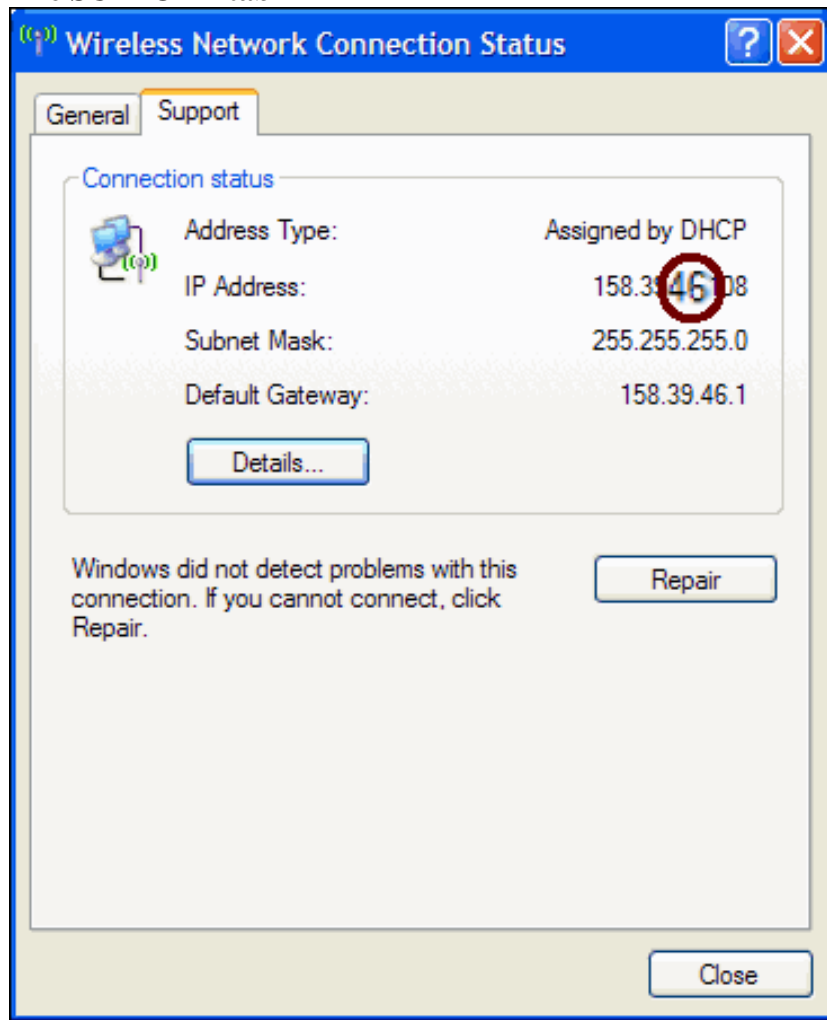 Wireless Network Connection Status
General Support
Connection status
Address Type: Assigned by DHCP
IP Address: 158.3 46 08
Subnet Mask: 255.255.255.0
Default Gateway: 158.39.46.1
Details...
Windows did not detect problems with this
connection. If you cannot connect, click
Repair.
Repair
Close